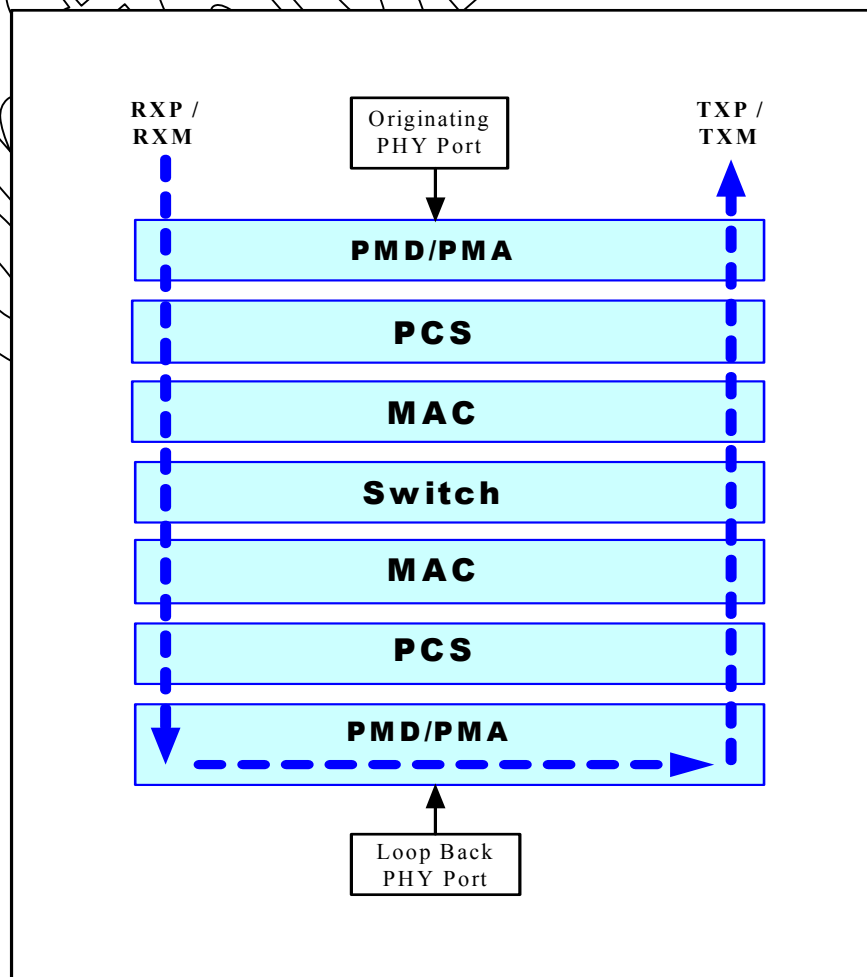 RXP /
RXM
Originating
PHY Port
TXP /
TXM
PMD/PMA
PCS
MAC
Switch
MAC
PCS
PMD/PMA
Loop Back
PHY Port